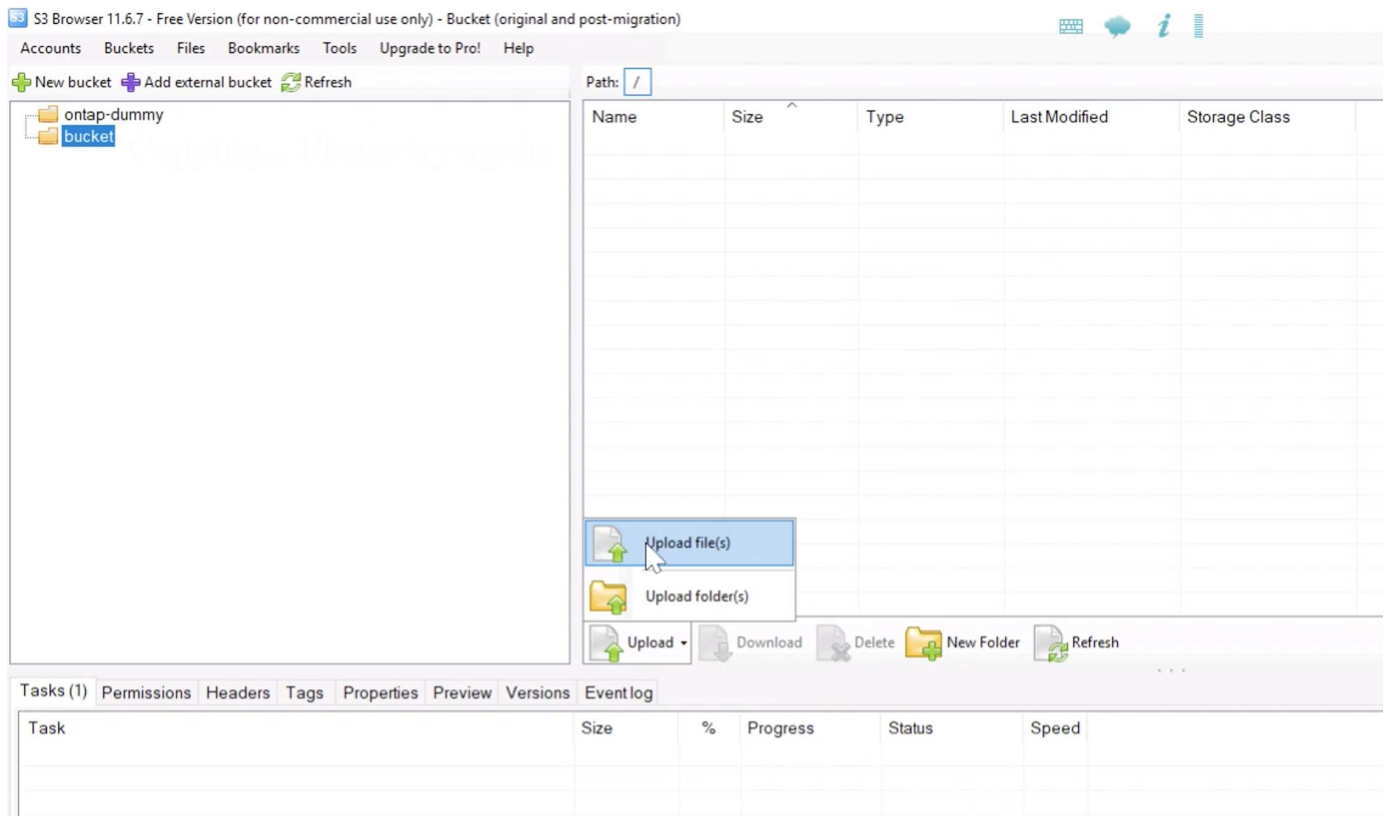 S3 Browser 11.6.7 - Free Version (for non-commercial use only) - Bucket (original and post-migration)
Accounts Buckets Files Bookmarks Tools Upgrade to Pro! Help
New bucket Add external bucket Refresh
Path: /
ontap-dummy
bucket
Name Size Type Last Modified Storage Class
Upload file(s)
Upload folder(s)
Upload Download Delete New Folder Refresh
Tasks (1) Permissions Headers Tags Properties Preview Versions Event log
Task Size % Progress Status Speed